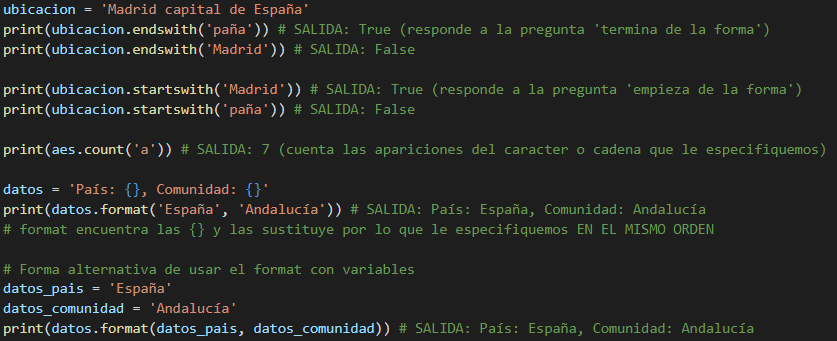 ubicacion = 'Madrid capital de España'
print(ubicacion.endswith('paña')) # SALIDA: True (responde a la pregunta 'termina de la forma')
print(ubicacion.endswith('Madrid')) # SALIDA: False
print(ubicacion.startswith('Madrid')) # SALIDA: True (responde a la pregunta 'empieza de la forma')
print(ubicacion.startswith('paña')) # SALIDA: False
print(aes.count('a')) # SALIDA: 7 (cuenta las apariciones del caracter o cadena que le especifiquemos)
datos = 'País: {}, Comunidad: {}'
print(datos.format('España', 'Andalucía')) # SALIDA: País: España, Comunidad: Andalucía
# format encuentra las {} y las sustituye por lo que le especifiquemos EN EL MISMO ORDEN
# Forma alternativa de usar el format con variables
datos_pais = 'España'
datos_comunidad = 'Andalucía'
print(datos.format(datos_pais, datos_comunidad)) # SALIDA: País: España, Comunidad: Andalucía